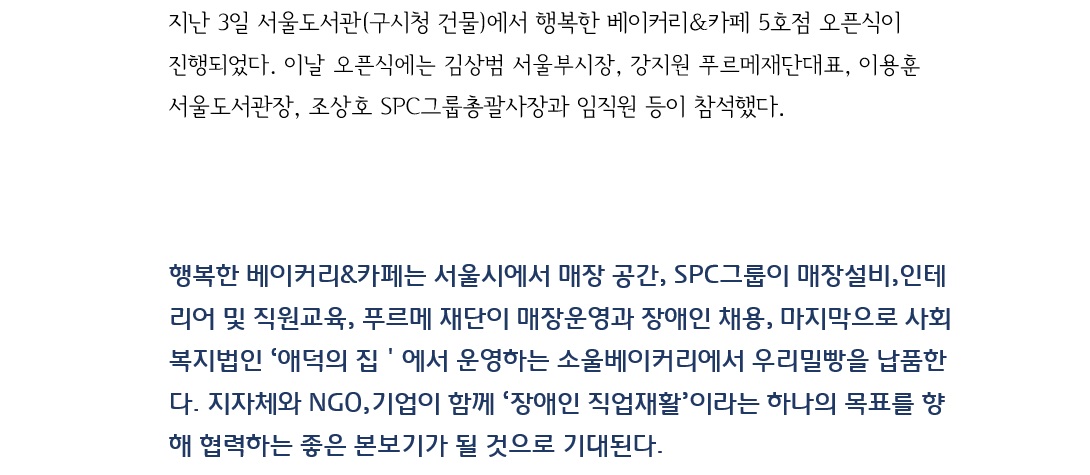 지난 3일 서울도서관(구시청 건물)에서 행복한 베이커리&카페 5호점 오픈식이
진행되었다. 이날 오픈식에는 김상범 서울부시장, 강지원 푸르메재단대표, 이용훈
서울도서관장, 조상호 SPC그룹총괄사장과 임직원 등이 참석했다.
행복한 베이커리&카페는 서울시에서 매장 공간, SPC그룹이 매장설비,인테
리어 및 직원교육, 푸르메 재단이 매장운영과 장애인 채용, 마지막으로 사회
복지법인 ‘애덕의 집 ' 에서 운영하는 소울베이커리에서 우리밀빵을 납품한
다. 지자체와 NGO,기업이 함께 ‘장애인 직업재활’이라는 하나의 목표를 향
해 협력하는 좋은 본보기가 될 것으로 기대된다.